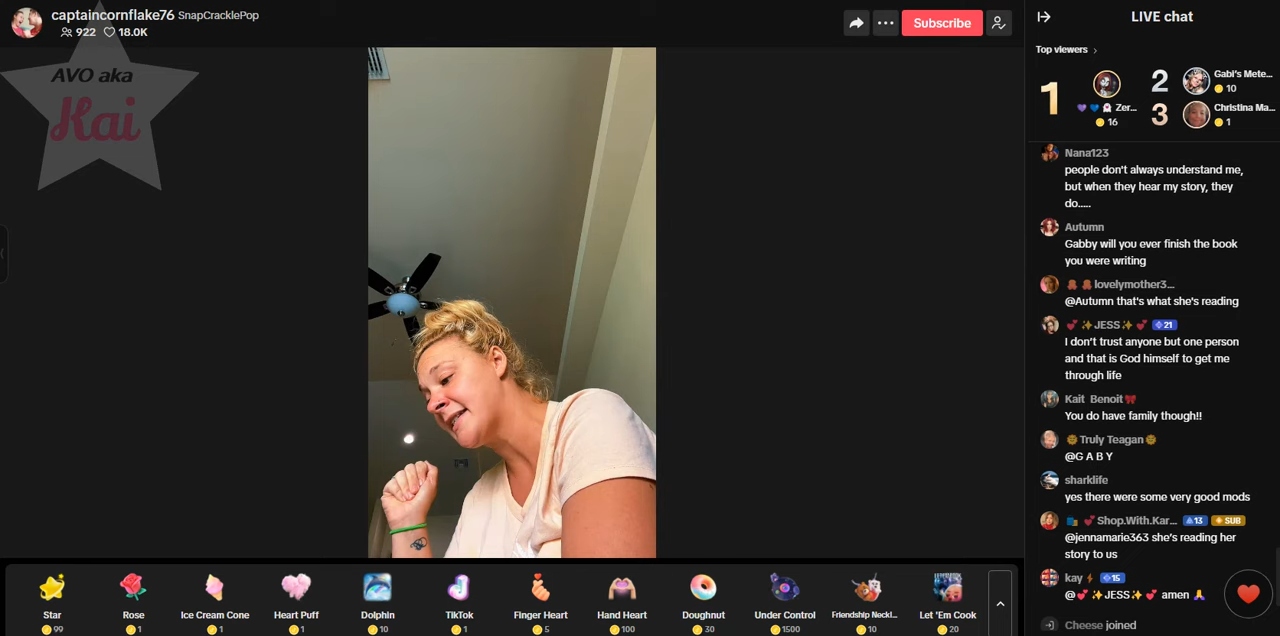 captaincornflake76 SnapCracklePop
922 18.0K
Subscribe
AVO aka
Kai
LIVE chat
Top viewers
1
Zer...
16
2
Gabi's Mete...
10
3
Christina Ma...
1
Nana123
people don't always understand me,
but when they hear my story, they
do.....
Autumn
Gabby will you ever finish the book
you were writing
lovelymother3...
@Autumn that's what she's reading
JESS 21
I don't trust anyone but one person
and that is God himself to get me
through life
Kait Benoit
You do have family though!!
Truly Teagan
@G A B Y
sharklife
yes there were some very good mods
Shop.With.Kar... 13 SUB
@jennamarie363 she's reading her
story to us
kay 15
@JESS amen
Cheese joined
Star
99
Rose
1
Ice Cream Cone
1
Heart Puff
1
Dolphin
10
TikTok
1
Finger Heart
5
Hand Heart
100
Doughnut
30
Under Control
1500
Friendship Neckl...
10
Let 'Em Cook
20